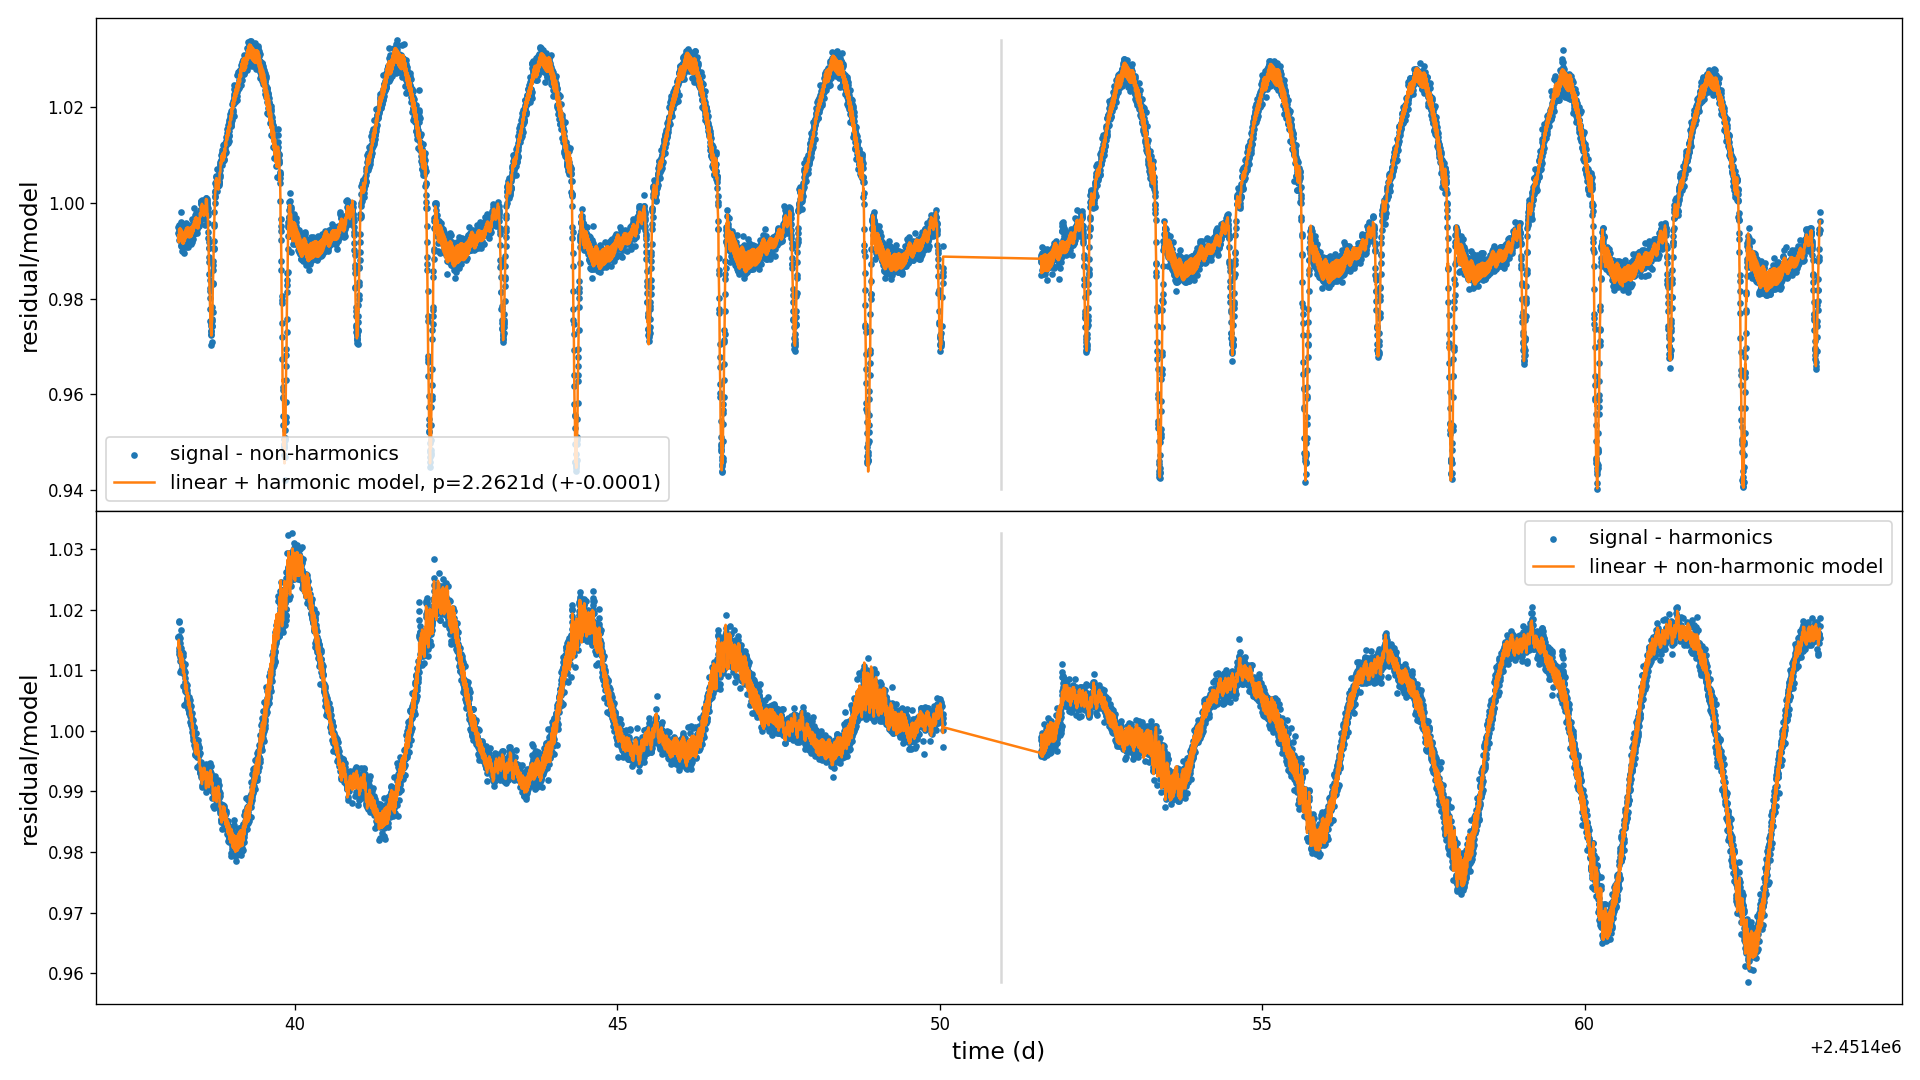 residual/model
1.02
1.00
0.98
0.96
0.94
signal - non-harmonics
linear + harmonic model, p=2.2621d (+-0.0001)
residual/model
1.03
1.02
1.01
1.00
0.99
0.98
0.97
0.96
signal - harmonics
linear + non-harmonic model
40
45
50
55
60
time (d)
+2.4514e6